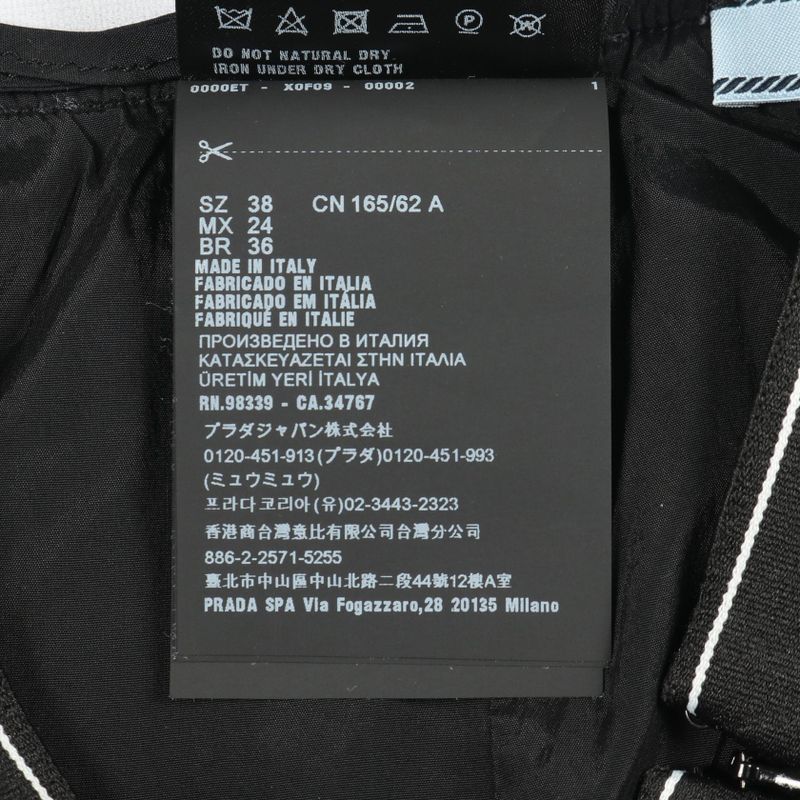 DO NOT NATURAL DRY.
IRON UNDER DRY CLOTH
0000ET - X0F09 - 00002 1
SZ 38 CN 165/62 A
MX 24
BR 36
MADE IN ITALY
FABRICADO EN ITALIA
FABRICADO EM ITÁLIA
FABRIQUÉ EN ITALIE
ПРОИЗВЕДЕНО В ИТАЛИЯ
ΚΑΤΑΣΚΕΥΑΖΕΤΑΙ ΣΤΗΝ ΙΤΑΛΙΑ
ÜRETİM YERİ İTALYA
RN.98339 - CA.34767
プラダジャパン株式会社
0120-451-913(プラダ)0120-451-993
(ミュウミュウ)
프라다코리아(유)02-3443-2323
香港商台灣意比有限公司台灣分公司
886-2-2571-5255
臺北市中山區中山北路二段44號12樓A室
PRADA SPA Via Fogazzaro,28 20135 Milano